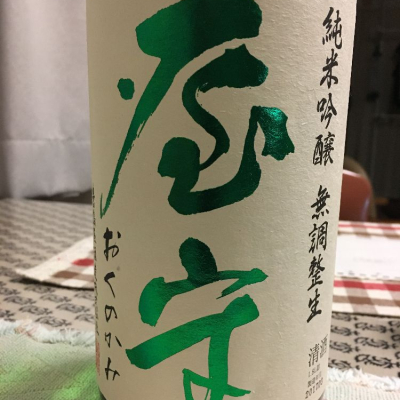 純米吟醸 無調整生
屋守
おくのかみ
清酒